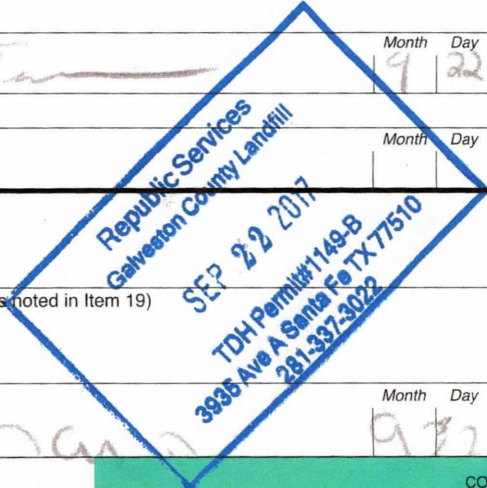 Month Day
9 22
Month Day
Republic Services
Galveston County Landfill
SEP 22 2017
TDH Permit#1149-B
3935 Ave A Santa Fe TX 77510
281-337-3022
noted in Item 19)
Month Day
9
CO